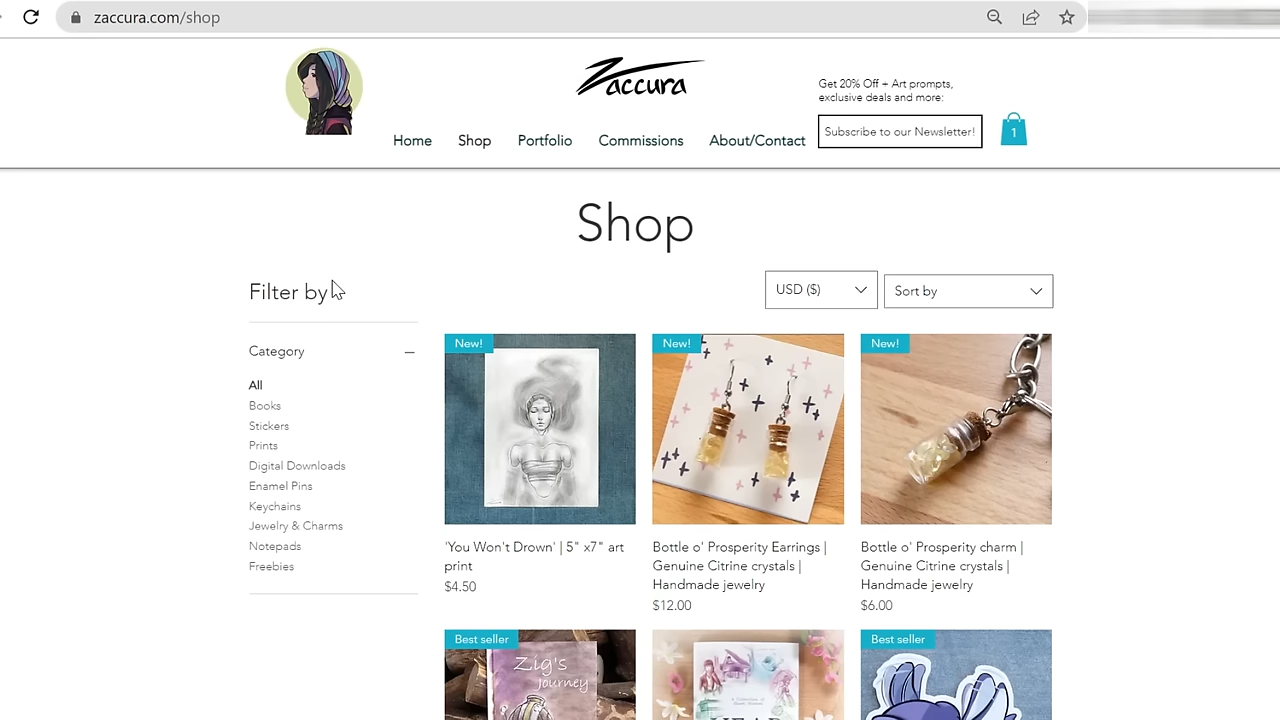 zaccura.com/shop
Zaccura
Get 20% Off + Art prompts,
exclusive deals and more:
Subscribe to our Newsletter!
1
Home
Shop
Portfolio
Commissions
About/Contact
Shop
Filter by
USD ($)
Sort by
Category
All
Books
Stickers
Prints
Digital Downloads
Enamel Pins
Keychains
Jewelry & Charms
Notepads
Freebies
New!
'You Won't Drown' | 5" x7" art
print
$4.50
New!
Bottle o' Prosperity Earrings |
Genuine Citrine crystals |
Handmade jewelry
$12.00
New!
Bottle o' Prosperity charm |
Genuine Citrine crystals |
Handmade jewelry
$6.00
Best seller
Zig's
journey
Best seller